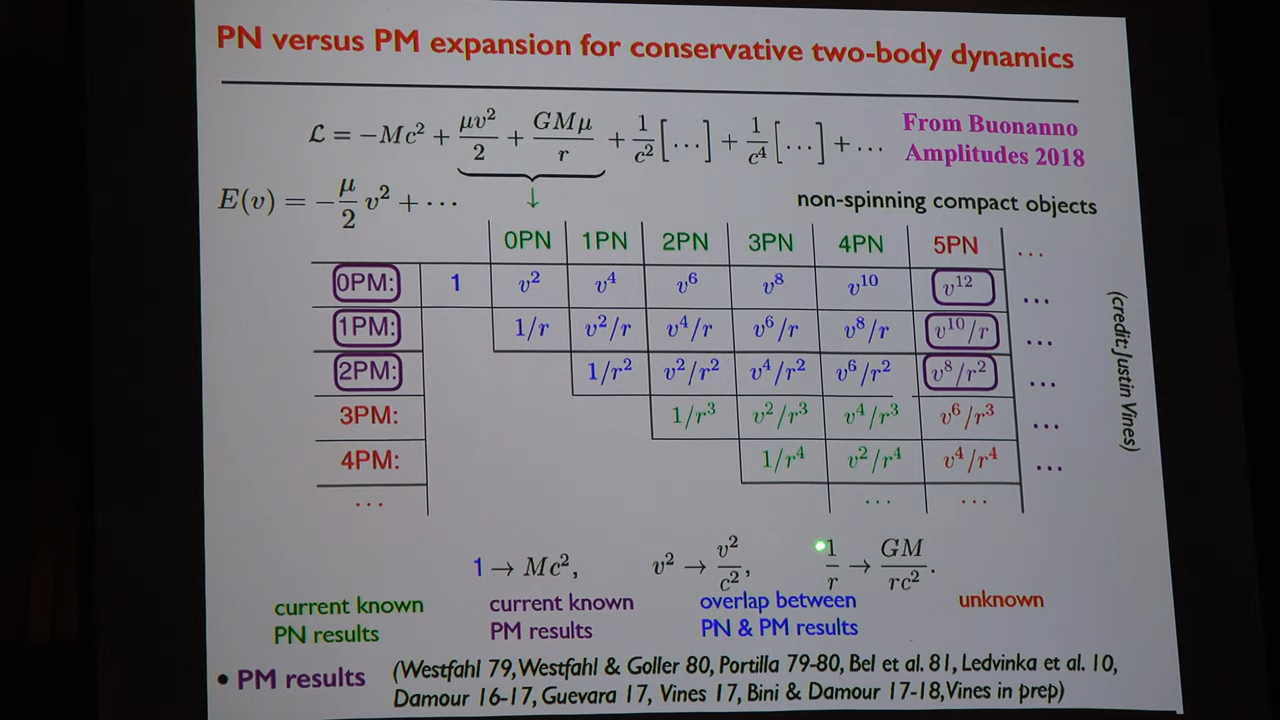 PN versus PM expansion for conservative two-body dynamics
ℒ = −Mc² + μv²/2 + GMμ/r + 1/c² [...] + 1/c⁴ [...] + ...
From Buonanno
Amplitudes 2018
E(v) = −μ/2 v² + ···
↓
non-spinning compact objects
0PN 1PN 2PN 3PN 4PN 5PN ...
0PM: 1 v² v⁴ v⁶ v⁸ v¹⁰ v¹² ...
1PM: 1/r v²/r v⁴/r v⁶/r v⁸/r v¹⁰/r ...
2PM: 1/r² v²/r² v⁴/r² v⁶/r² v⁸/r² ...
3PM: 1/r³ v²/r³ v⁴/r³ v⁶/r³ ...
4PM: 1/r⁴ v²/r⁴ v⁴/r⁴ ...
... ... ...
(credit: Justin Vines)
1 → Mc², v² → v²/c², 1/r → GM/rc².
current known
PN results
current known
PM results
overlap between
PN & PM results
unknown
• PM results
(Westfahl 79, Westfahl & Goller 80, Portilla 79-80, Bel et al. 81, Ledvinka et al. 10,
Damour 16-17, Guevara 17, Vines 17, Bini & Damour 17-18, Vines in prep)